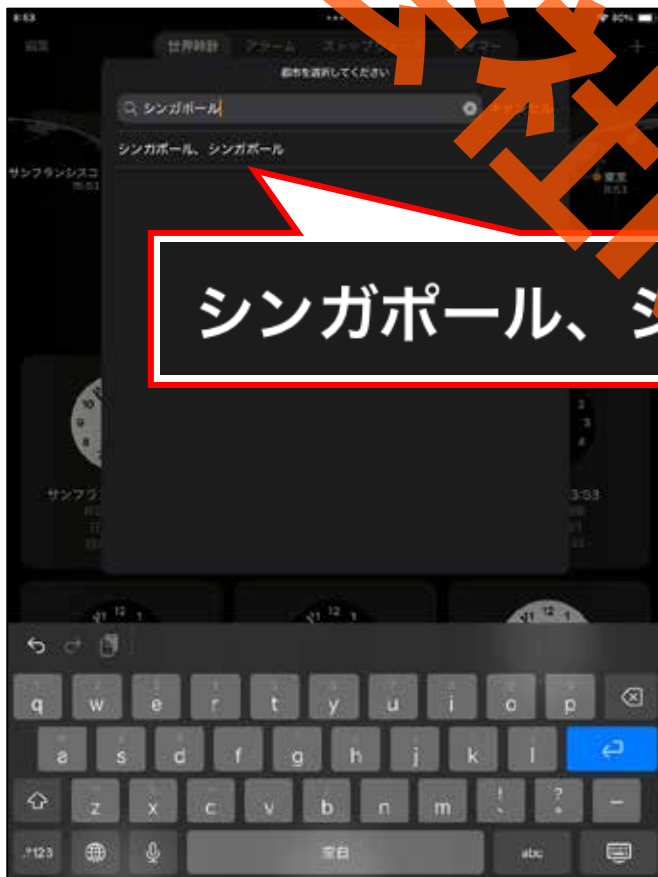 8:53
80%
編集
世界時計 アラーム ストップウォッチ タイマー
都市を選択してください
シンガポール
キャンセル
シンガポール、シンガポール
サンフランシスコ
東京
シンガポール、シ
サンフラ
3:53
q w e r t y u i o p
a s d f g h j k l
z x c v b n m ! 、 ? 。 ー
.?123 空白 abc